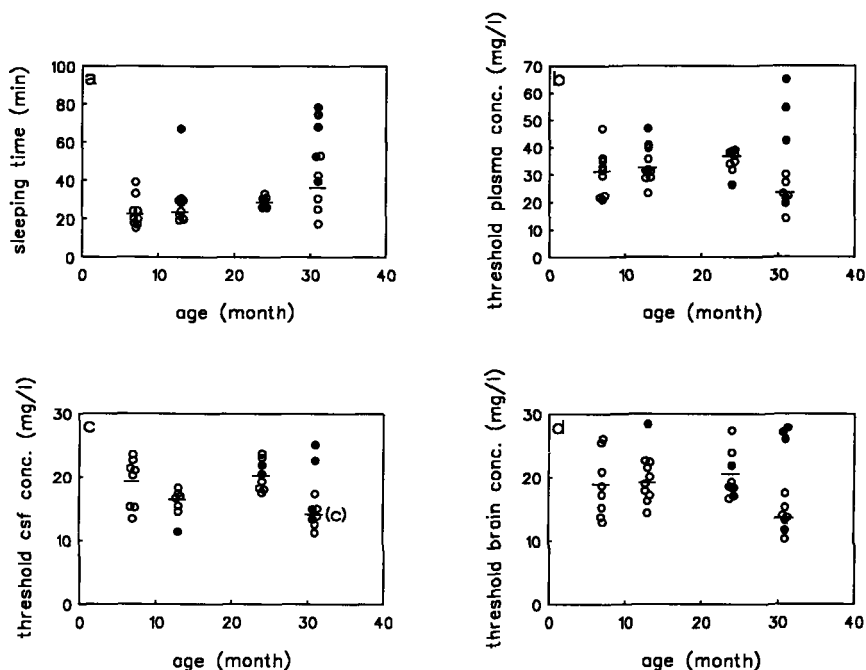 a
sleeping time (min)
100
80
60
40
20
0
0 10 20 30 40
age (month)
b
threshold plasma conc. (mg/l)
70
60
50
40
30
20
10
0
0 10 20 30 40
age (month)
c
threshold csf conc. (mg/l)
30
20
10
0
(c)
0 10 20 30 40
age (month)
d
threshold brain conc. (mg/l)
30
20
10
0
0 10 20 30 40
age (month)